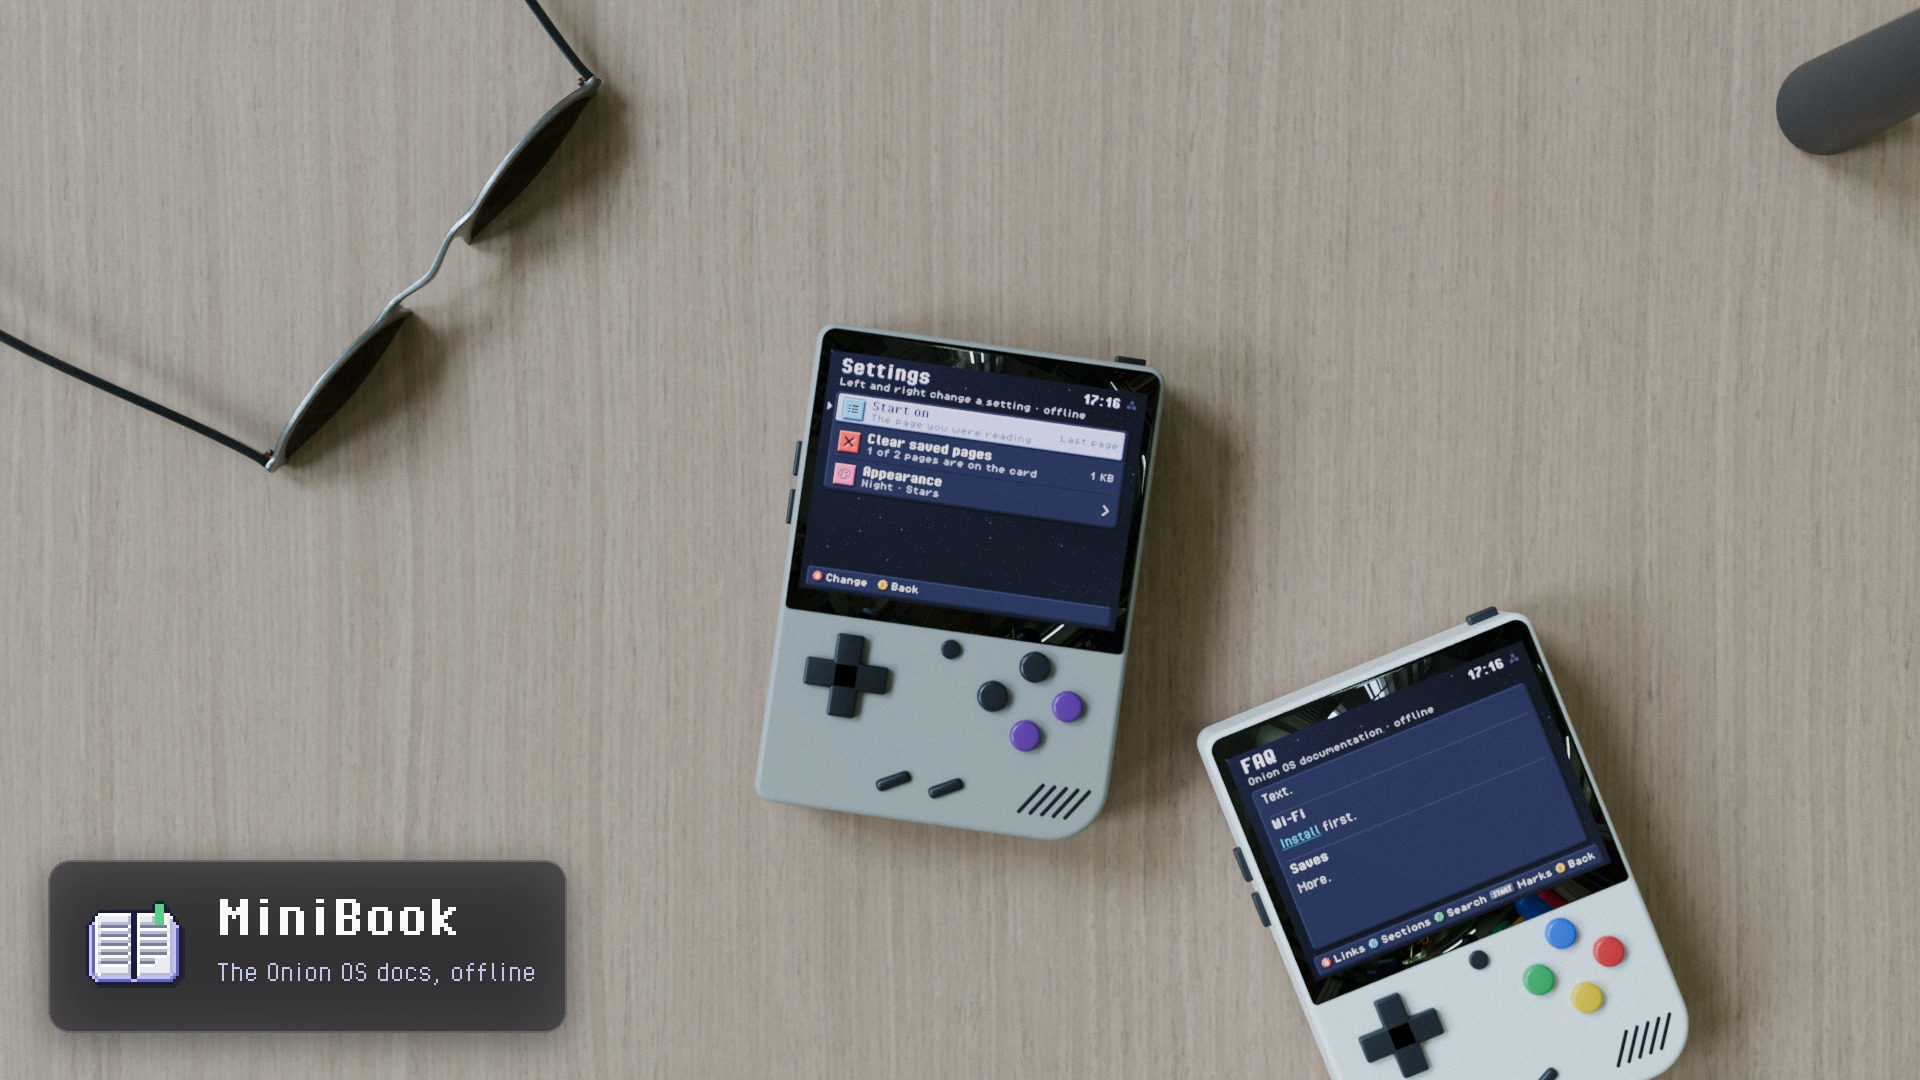 Settings
Left and right change a setting · offline
17:16
Start on
The page you were reading
Last page
Clear saved pages
1 of 2 pages are on the card
1 KB
Appearance
Night · Stars
Change
Back
17:16
FAQ
Onion OS documentation · offline
Text.
Wi-Fi
Install first.
Saves
More.
Links
Sections
Search
START
Marks
Back
MiniBook
The Onion OS docs, offline